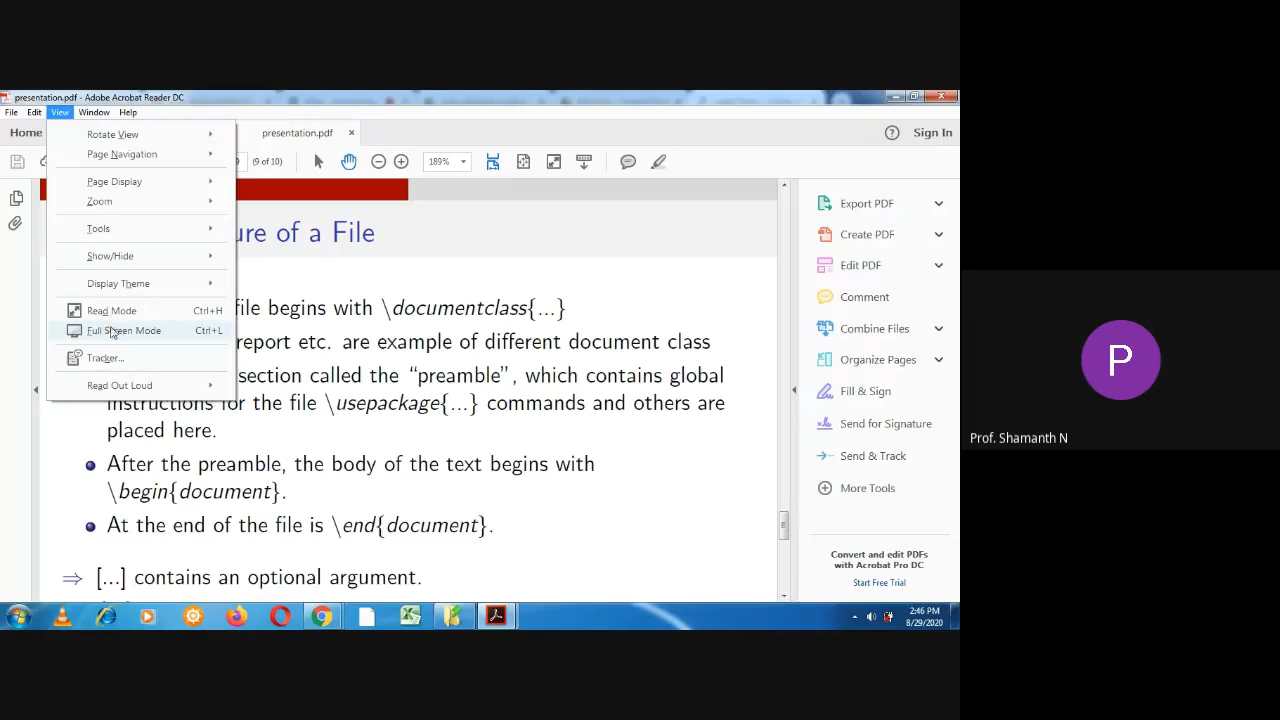 presentation.pdf - Adobe Acrobat Reader DC
File Edit View Window Help
Home
presentation.pdf ×
Sign In
(9 of 10)
189%
Rotate View
Page Navigation
Page Display
Zoom
Tools
Show/Hide
Display Theme
Read Mode Ctrl+H
Full Screen Mode Ctrl+L
Tracker...
Read Out Loud
ure of a File
file begins with \documentclass{...}
report etc. are example of different document class
section called the “preamble”, which contains global
instructions for the file \usepackage{...} commands and others are
placed here.
After the preamble, the body of the text begins with
\begin{document}.
At the end of the file is \end{document}.
⇒ [...] contains an optional argument.
Export PDF
Create PDF
Edit PDF
Comment
Combine Files
Organize Pages
Fill & Sign
Send for Signature
Send & Track
More Tools
Convert and edit PDFs
with Acrobat Pro DC
Start Free Trial
2:46 PM
8/29/2020
P
Prof. Shamanth N